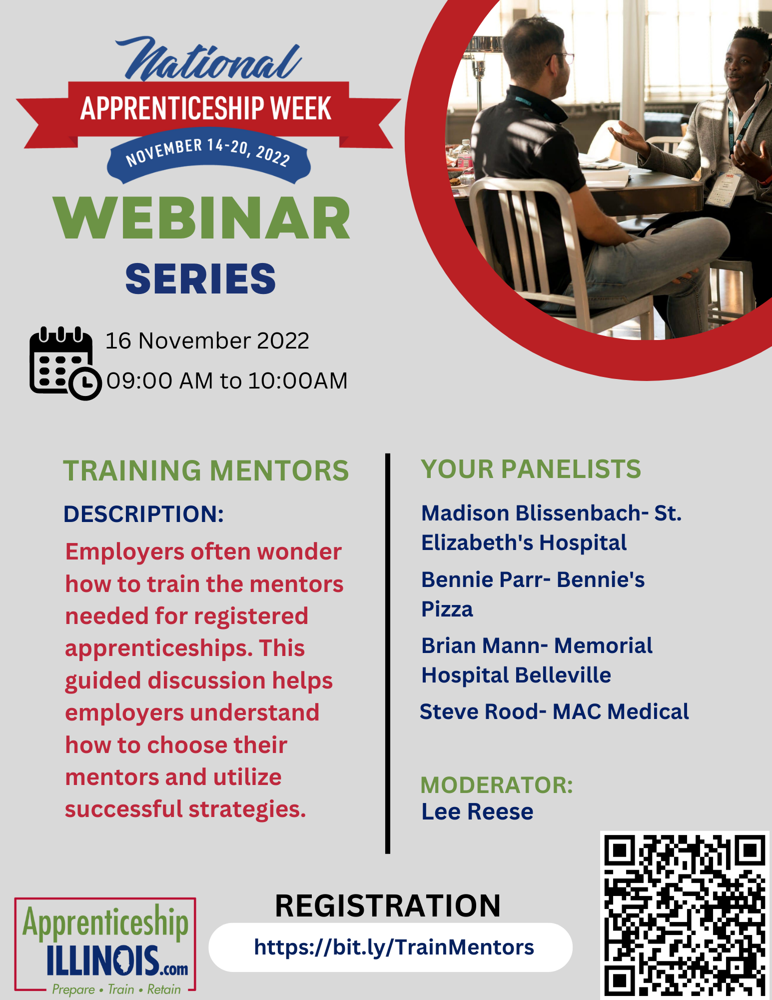 National
APPRENTICESHIP WEEK
NOVEMBER 14-20, 2022
WEBINAR
SERIES
16 November 2022
09:00 AM to 10:00AM
TRAINING MENTORS
DESCRIPTION:
Employers often wonder
how to train the mentors
needed for registered
apprenticeships. This
guided discussion helps
employers understand
how to choose their
mentors and utilize
successful strategies.
YOUR PANELISTS
Madison Blissenbach- St.
Elizabeth's Hospital
Bennie Parr- Bennie's
Pizza
Brian Mann- Memorial
Hospital Belleville
Steve Rood- MAC Medical
MODERATOR:
Lee Reese
REGISTRATION
https://bit.ly/TrainMentors
Apprenticeship
ILLINOIS.com
Prepare • Train • Retain